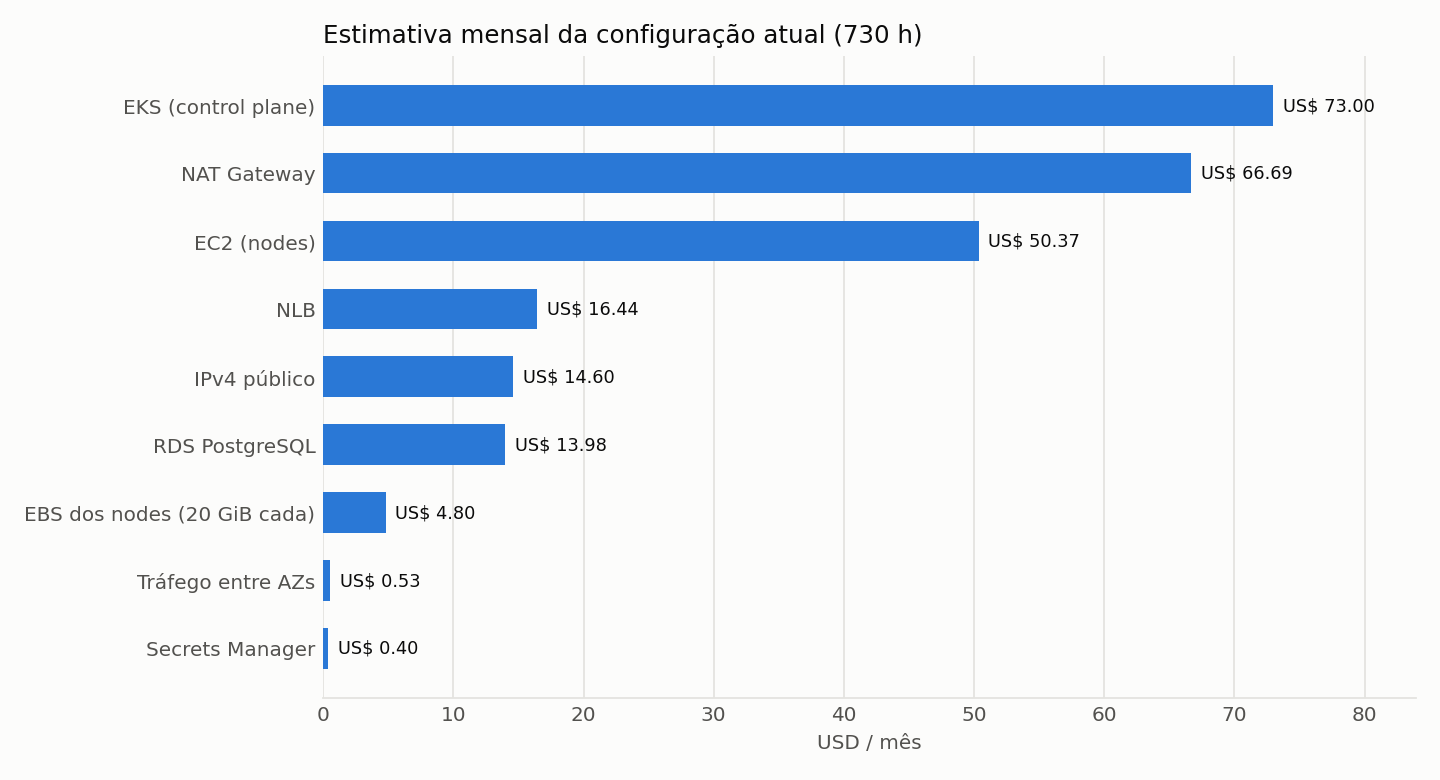 Estimativa mensal da configuração atual (730 h)
EKS (control plane) US$ 73.00
NAT Gateway US$ 66.69
EC2 (nodes) US$ 50.37
NLB US$ 16.44
IPv4 público US$ 14.60
RDS PostgreSQL US$ 13.98
EBS dos nodes (20 GiB cada) US$ 4.80
Tráfego entre AZs US$ 0.53
Secrets Manager US$ 0.40
0 10 20 30 40 50 60 70 80
USD / mês